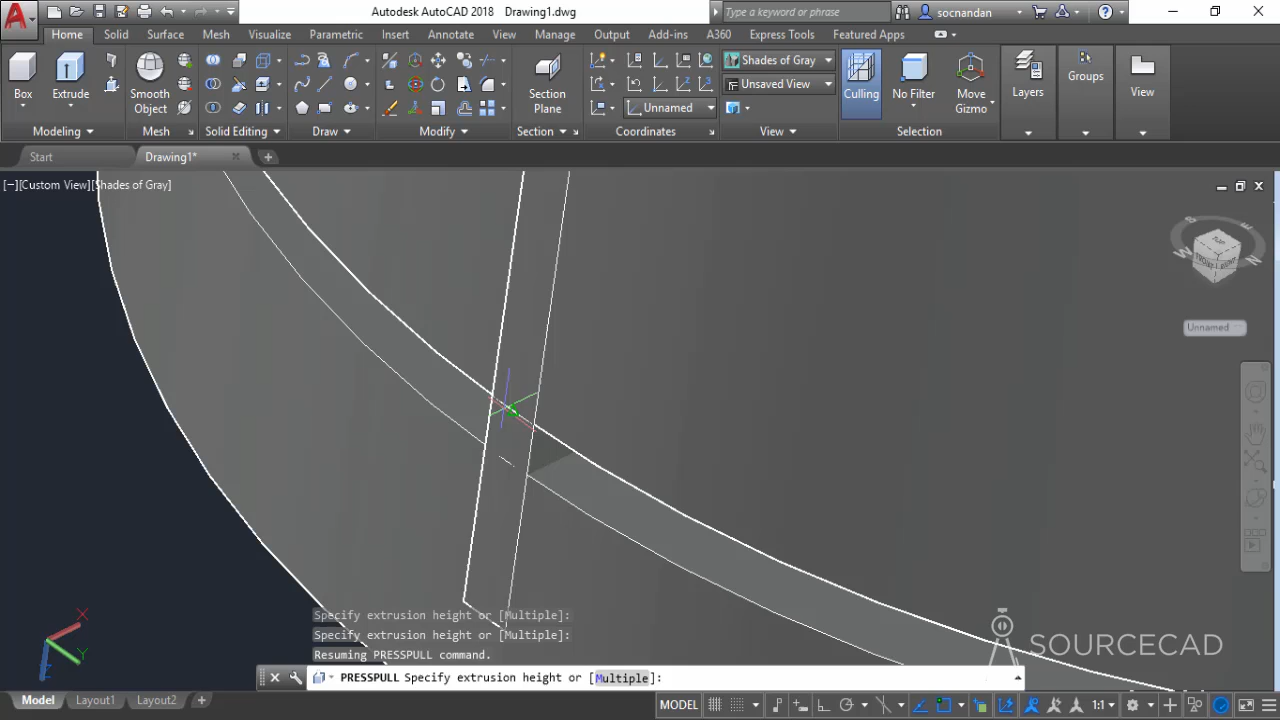 Autodesk AutoCAD 2018 Drawing1.dwg
Type a keyword or phrase
socnandan
Home Solid Surface Mesh Visualize Parametric Insert Annotate View Manage Output Add-ins A360 Express Tools Featured Apps
Box Extrude Smooth Object Section Plane
Shades of Gray
Unsaved View
Unnamed
Culling No Filter Move Gizmo Layers Groups View
Modeling Mesh Solid Editing Draw Modify Section Coordinates View Selection
Start Drawing1*
[−][Custom View][Shades of Gray]
TOP
FRONT
RIGHT
Unnamed
X
Y
Z
Specify extrusion height or [Multiple]:
Specify extrusion height or [Multiple]:
Resuming PRESSPULL command.
PRESSPULL Specify extrusion height or [Multiple]:
SOURCECAD
Model Layout1 Layout2 +
MODEL 1:1